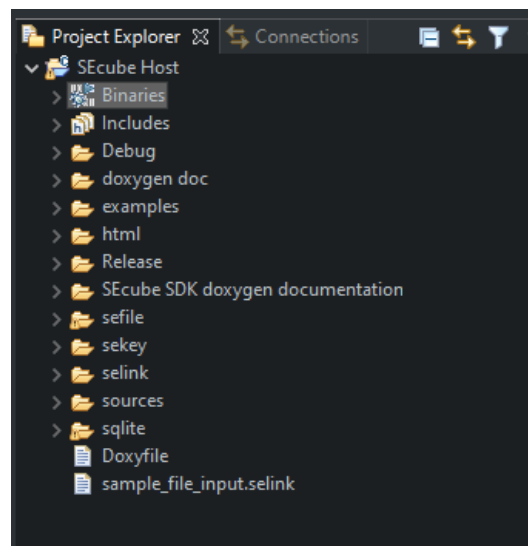 Project Explorer Connections
SEcube Host
Binaries
Includes
Debug
doxygen doc
examples
html
Release
SEcube SDK doxygen documentation
sefile
sekey
selink
sources
sqlite
Doxyfile
sample_file_input.selink